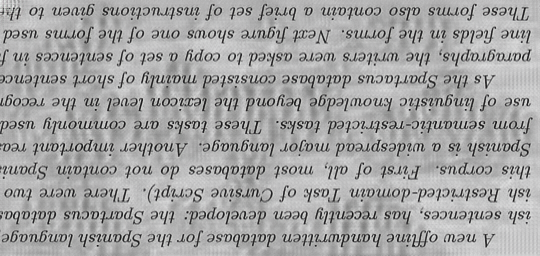 A new offline handwritten database for the Spanish language
ish sentences, has recently been developed: the Spartacus databas
ish Restricted-domain Task of Cursive Script). There were two
this corpus. First of all, most databases do not contain Spani
Spanish is a widespread major language. Another important rea
from semantic-restricted tasks. These tasks are commonly used
use of linguistic knowledge beyond the lexicon level in the recogn
As the Spartacus database consisted mainly of short sentence
paragraphs, the writers were asked to copy a set of sentences in f
line fields in the forms. Next figure shows one of the forms used
These forms also contain a brief set of instructions given to the